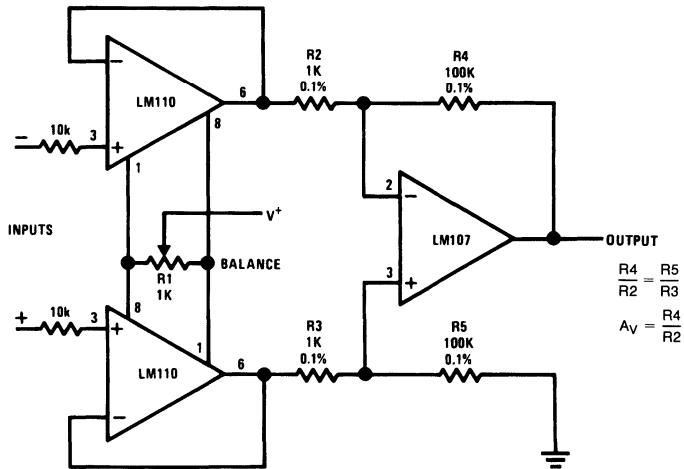 R2
1K
0.1%
R4
100K
0.1%
−
LM110
6
8
−
10k
3
+
1
2
−
V+
INPUTS
LM107
OUTPUT
R4/R2 = R5/R3
BALANCE
R1
1K
3
+
AV = R4/R2
8
+
10k
3
+
1
R3
1K
0.1%
R5
100K
0.1%
LM110
6
−